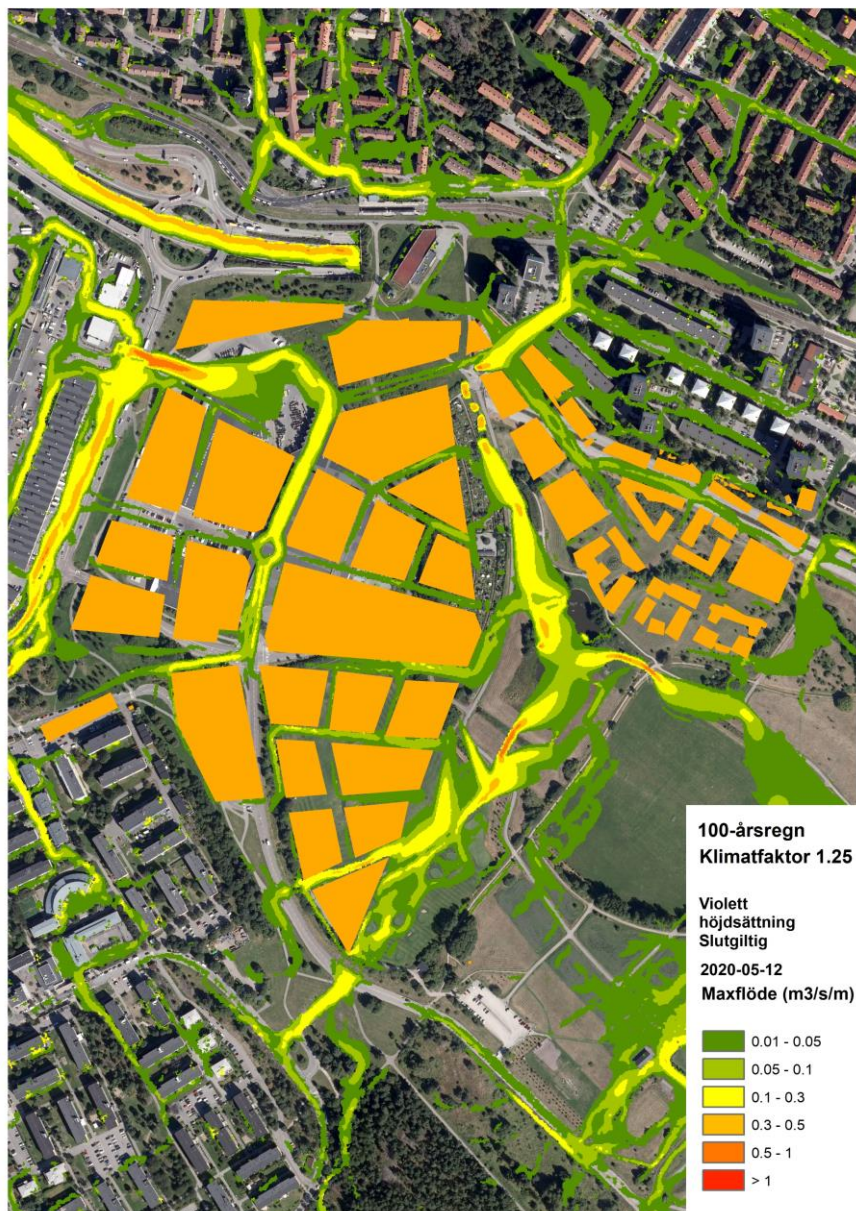 100-årsregn
Klimatfaktor 1.25
Violett
höjdsättning
Slutgiltig
2020-05-12
Maxflöde (m3/s/m)
0.01 - 0.05
0.05 - 0.1
0.1 - 0.3
0.3 - 0.5
0.5 - 1
> 1